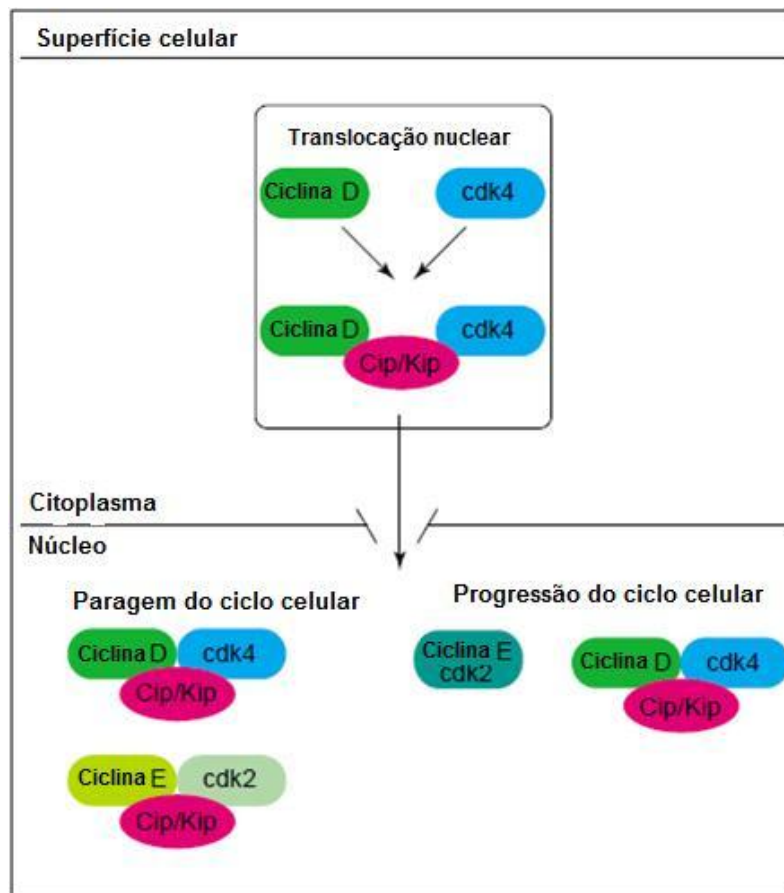 Superfície celular
Translocação nuclear
Ciclina D
cdk4
Ciclina D
cdk4
Cip/Kip
Citoplasma
Núcleo
Paragem do ciclo celular
Ciclina D
cdk4
Cip/Kip
Ciclina E
cdk2
Cip/Kip
Progressão do ciclo celular
Ciclina E
cdk2
Ciclina D
cdk4
Cip/Kip